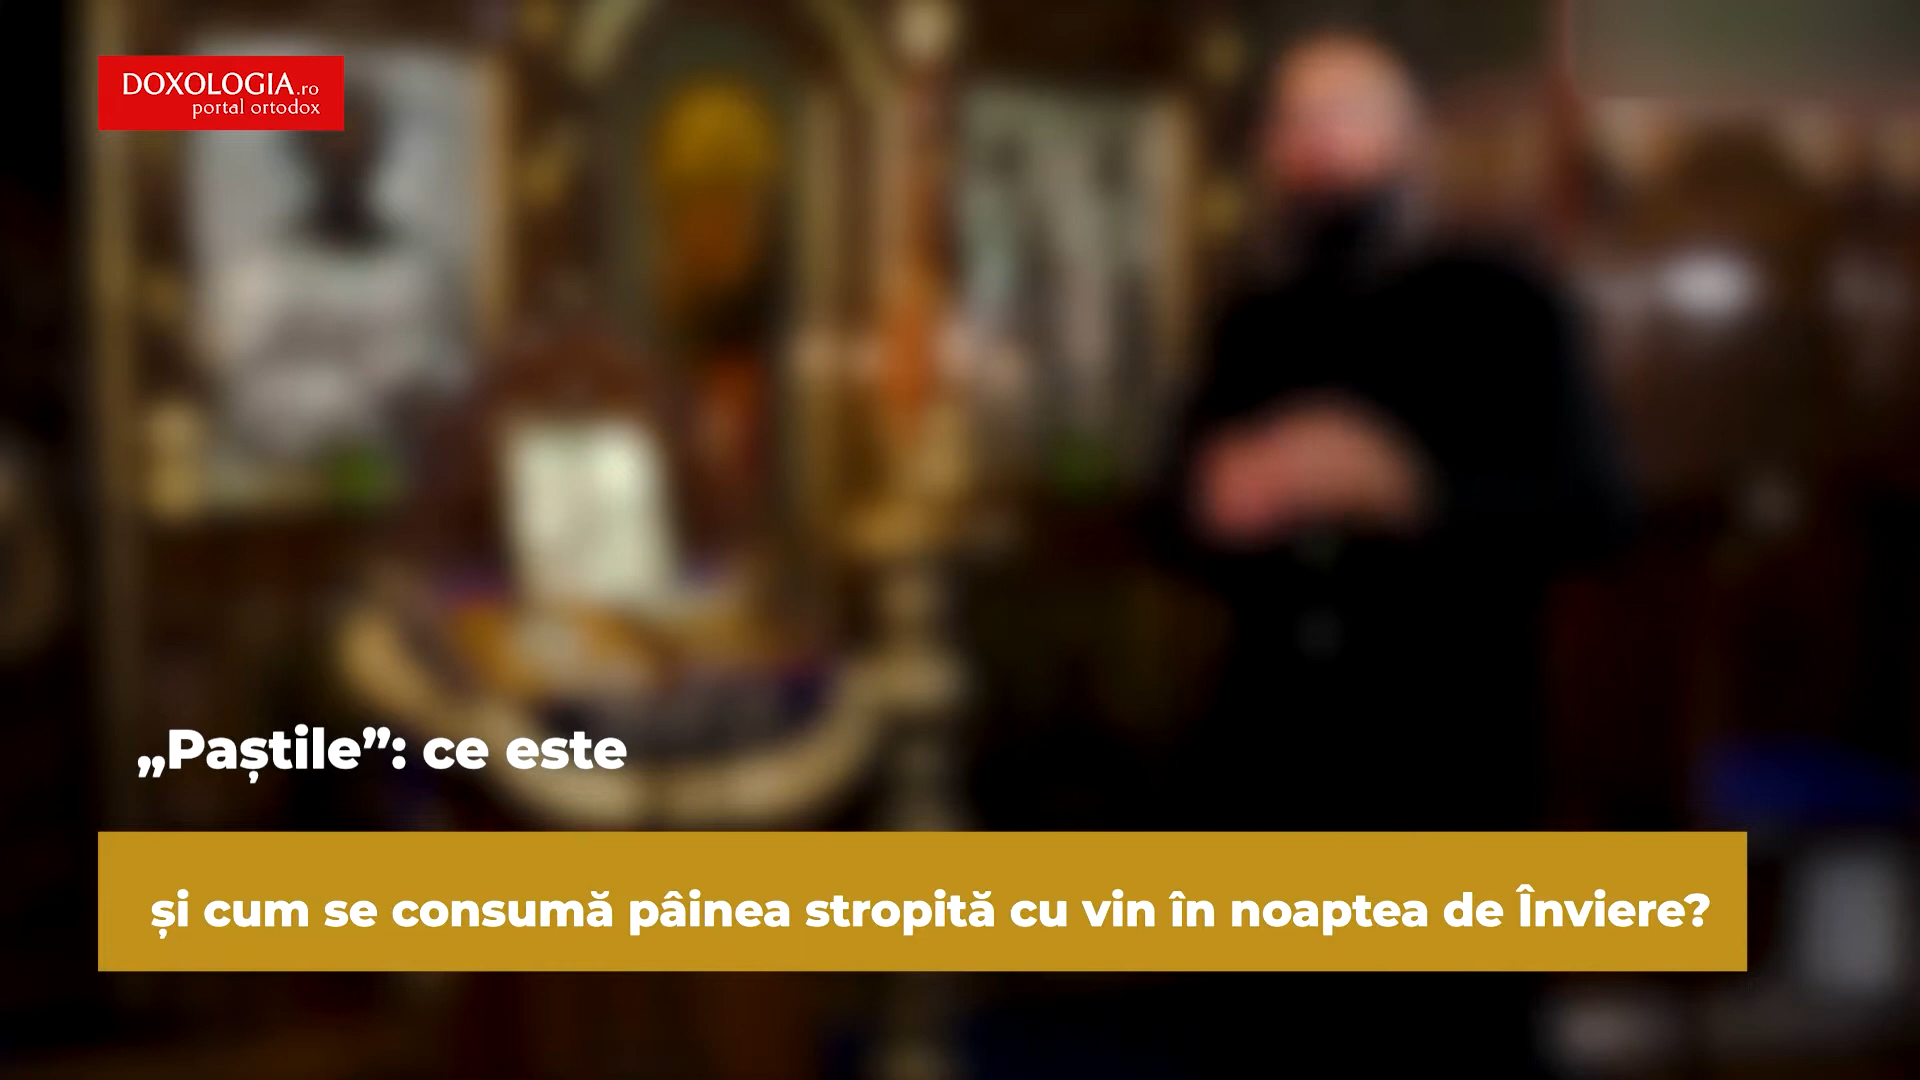 DOXOLOGIA.ro
portal ortodox
„Paștile”: ce este
și cum se consumă pâinea stropită cu vin în noaptea de Înviere?